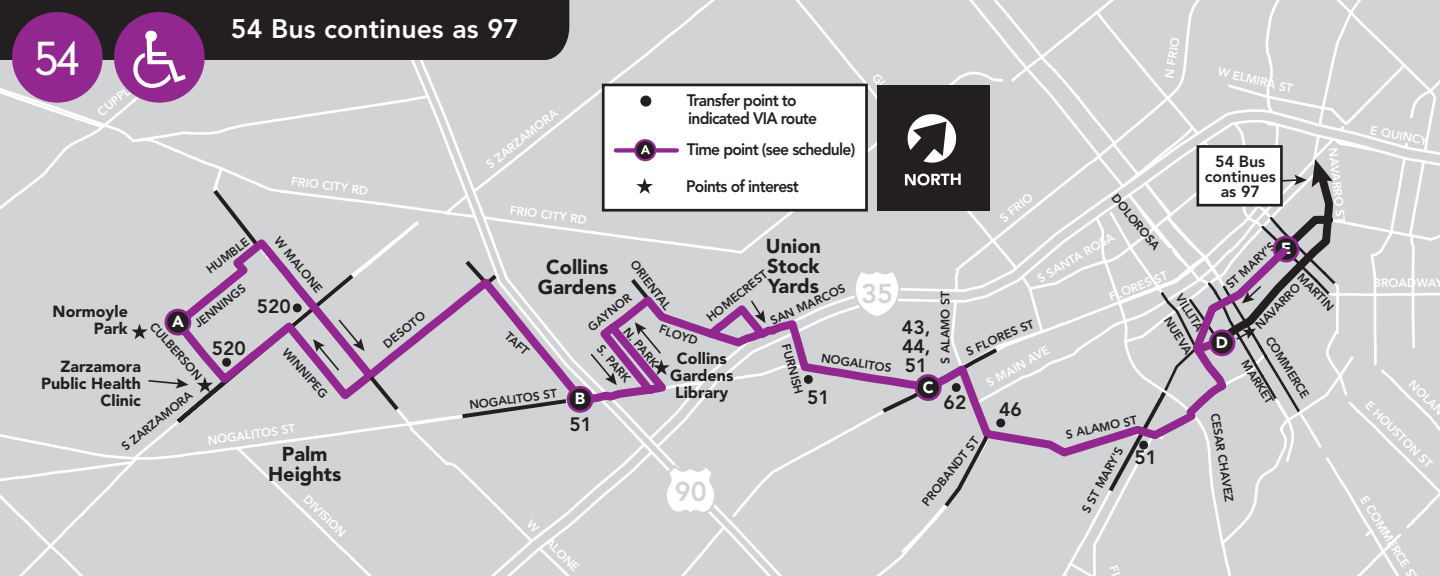 54
54 Bus continues as 97
Transfer point to
indicated VIA route
A
Time point (see schedule)
Points of interest
NORTH
54 Bus
continues
as 97
S ZARZAMORA
FRIO CITY RD
FRIO CITY RD
S FRIO
N FRIO
W ELMIRA ST
E QUINCY
NAVARRO ST
DOLOROSA
S SANTA ROSA
FLORES ST
BROADWAY
HUMBLE
W MALONE
JENNINGS
Normoyle
Park
A
CULBERSON
520
520
Zarzamora
Public Health
Clinic
S ZARZAMORA
WINNIPEG
DESOTO
TAFT
NOGALITOS ST
NOGALITOS ST
Palm
Heights
DIVISION
B
51
Collins
Gardens
ORIENTAL
GAYNOR
N. PARK
S. PARK
FLOYD
HOMECREST
Union
Stock
Yards
SAN MARCOS
35
Collins
Gardens
Library
FURNISH
51
NOGALITOS
90
43,
44,
51
S ALAMO ST
S FLORES ST
S MAIN AVE
C
62
46
PROBANDT ST
S ALAMO ST
51
S ST MARY'S
CESAR CHAVEZ
ST MARY'S
E
MARTIN
NAVARRO
VILLITA
NUEVA
D
COMMERCE
MARKET
E HOUSTON ST
E COMMERCE ST